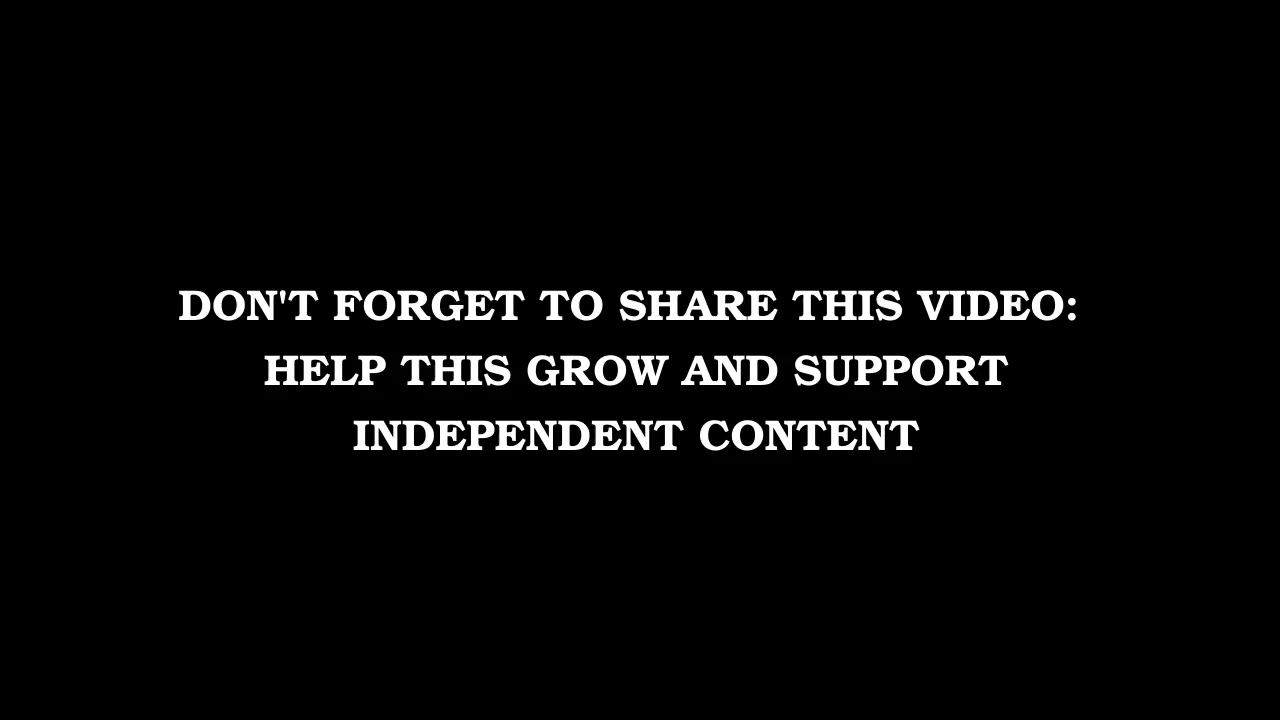 DON'T FORGET TO SHARE THIS VIDEO:
HELP THIS GROW AND SUPPORT
INDEPENDENT CONTENT